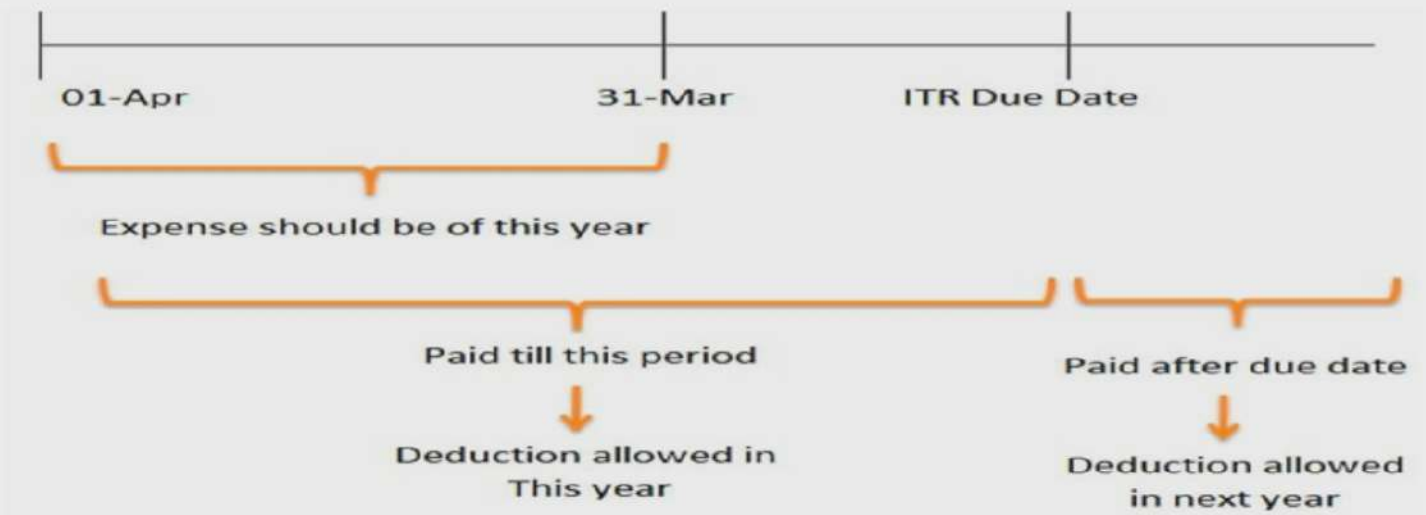 01-Apr 31-Mar ITR Due Date
Expense should be of this year
Paid till this period
Paid after due date
Deduction allowed in
This year
Deduction allowed
in next year